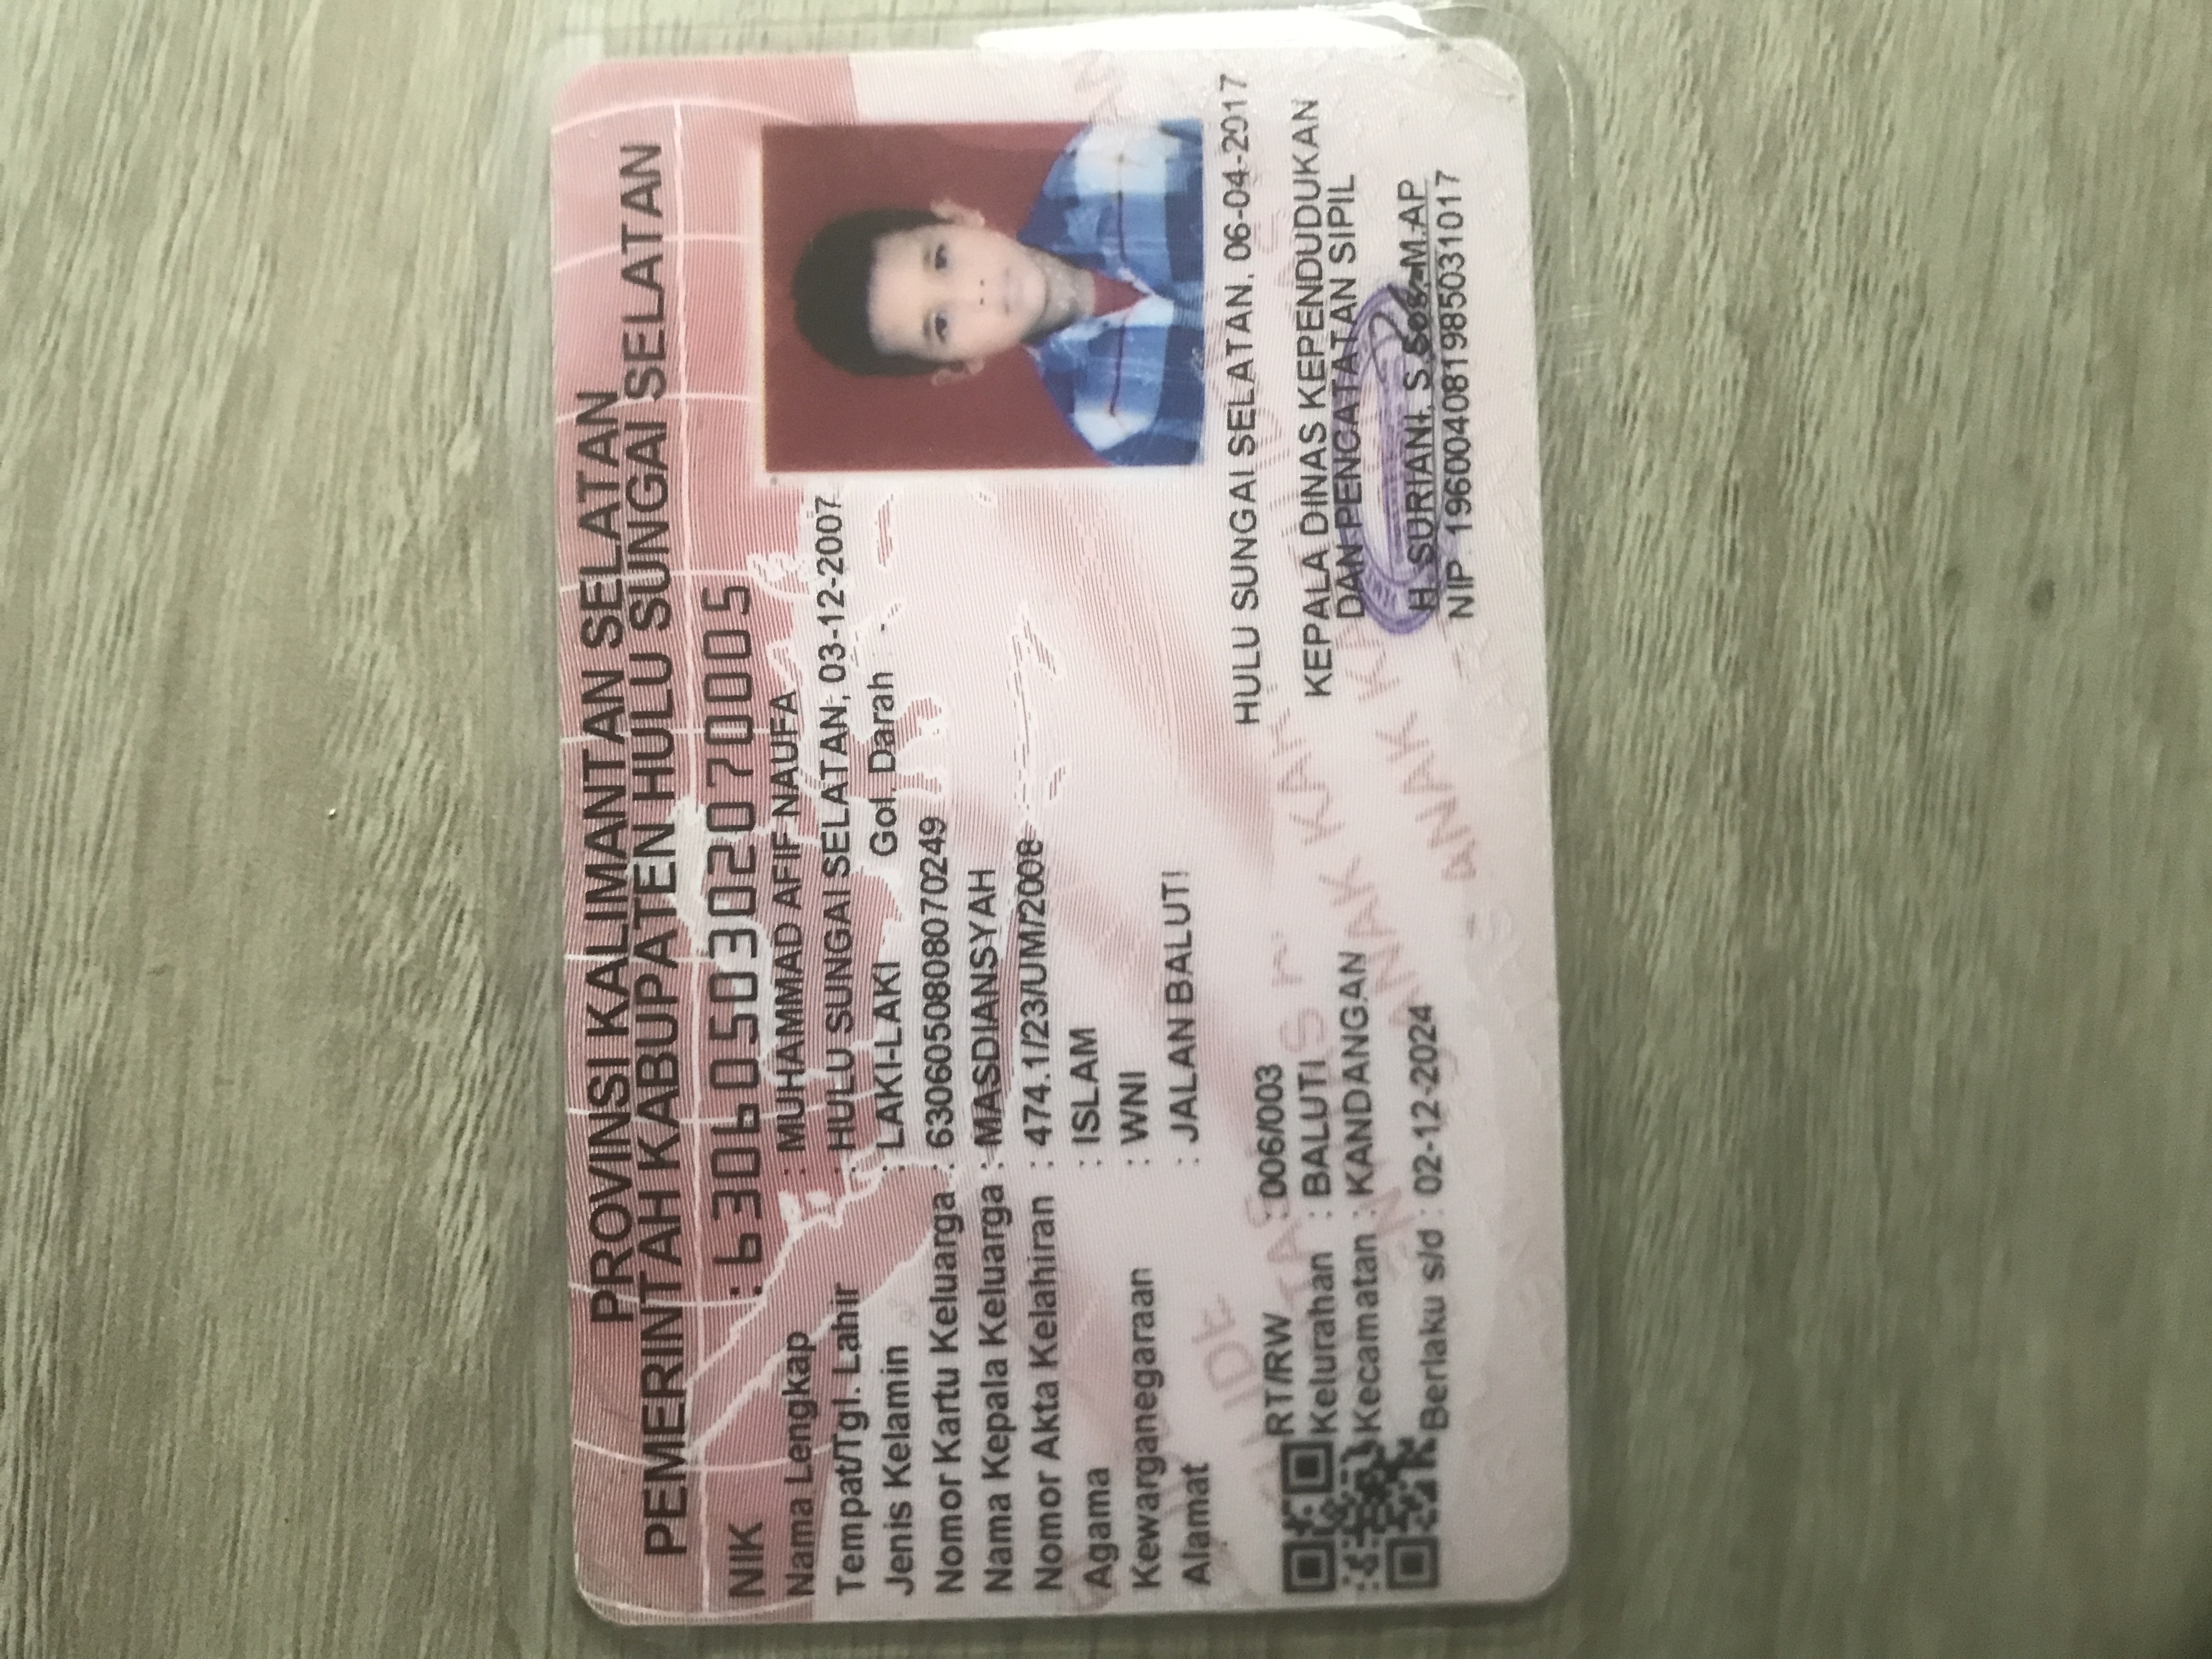 PROVINSI KALIMANTAN SELATAN
PEMERINTAH KABUPATEN HULU SUNGAI SELATAN
NIK : 6306050302070005
Nama Lengkap : MUHAMMAD AFIF NAUFA
Tempat/Tgl. Lahir : HULU SUNGAI SELATAN, 03-12-2007
Jenis Kelamin : LAKI-LAKI Gol. Darah -
Nomor Kartu Keluarga : 6306050808070249
Nama Kepala Keluarga : MASDIANSYAH
Nomor Akta Kelahiran : 474.1/23/UM/2008
Agama : ISLAM
Kewarganegaraan : WNI
Alamat : JALAN BALUTI
RT/RW : 006/003
Kelurahan : BALUTI
Kecamatan : KANDANGAN
Berlaku s/d : 02-12-2024
HULU SUNGAI SELATAN, 06-04-2017
KEPALA DINAS KEPENDUDUKAN
DAN PENCATATAN SIPIL
H. SURIANI, S.Sos, M.AP
NIP 196004081985031017